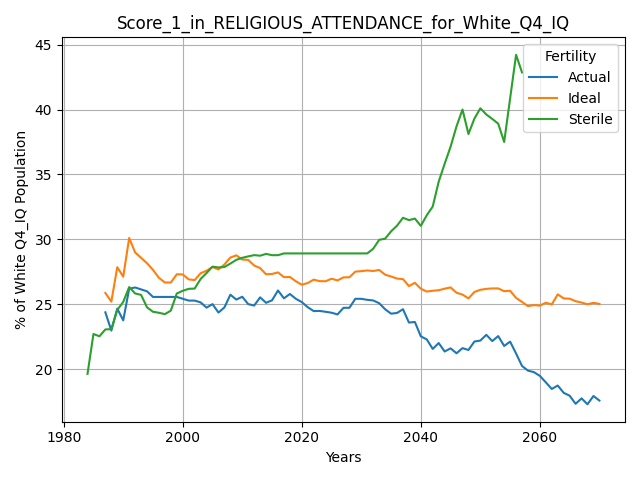 Score_1_in_RELIGIOUS_ATTENDANCE_for_White_Q4_IQ
% of White Q4_IQ Population
45
40
35
30
25
20
1980
2000
2020
2040
2060
Years
Fertility
Actual
Ideal
Sterile